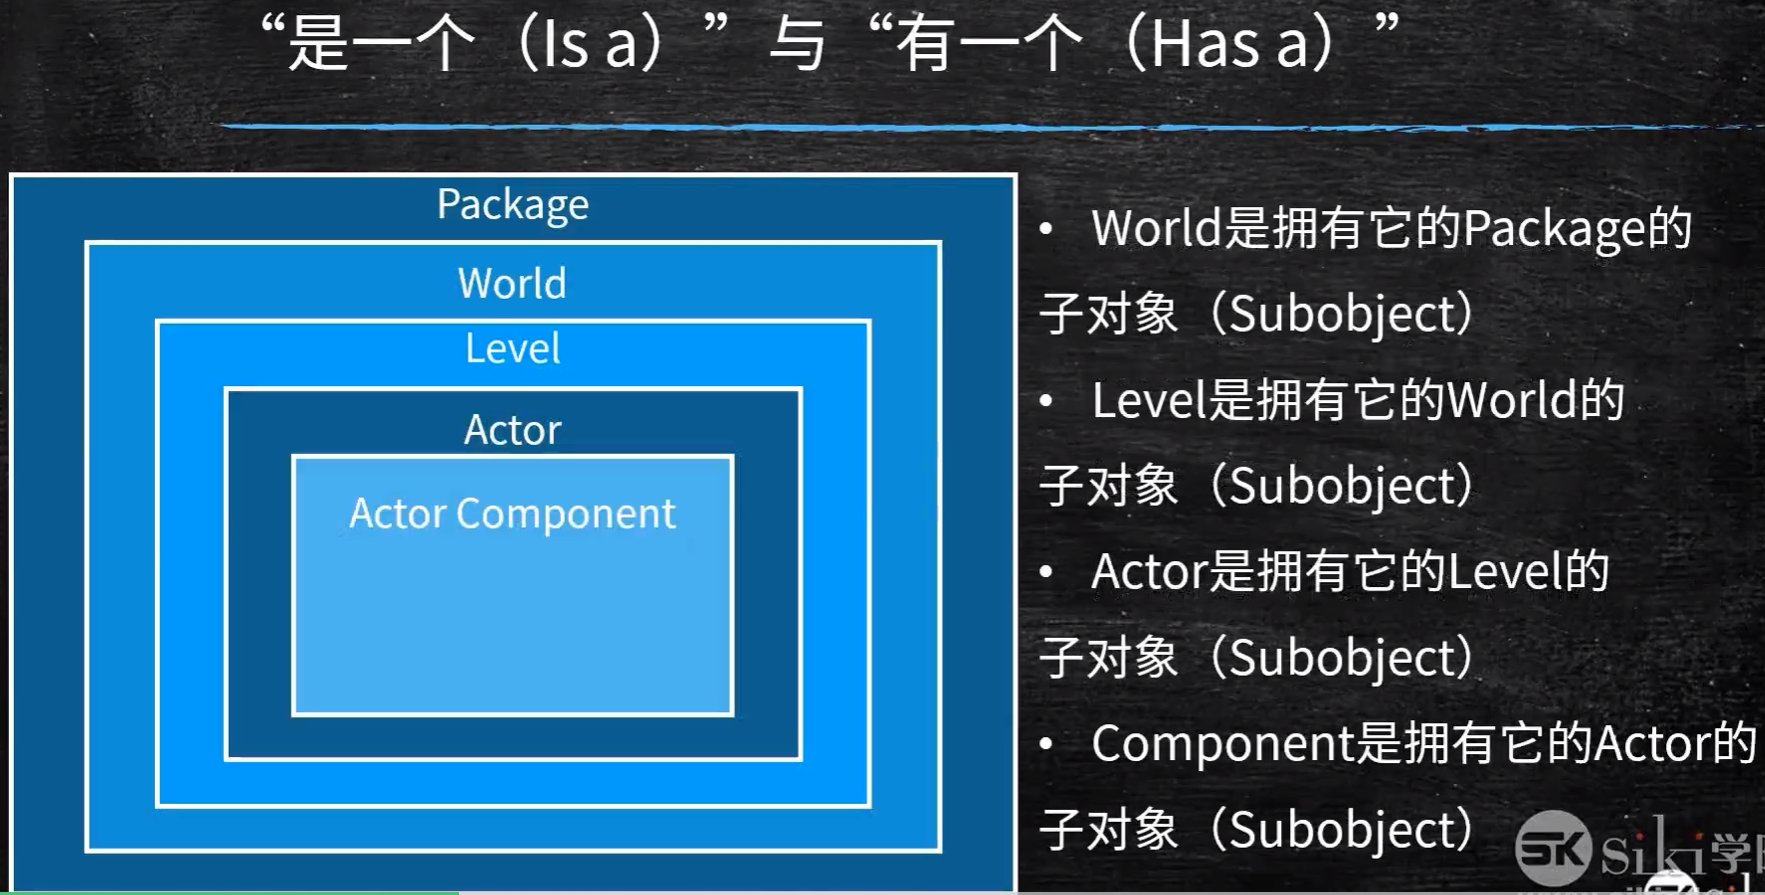 “是一个（Is a）”与“有一个（Has a）”
Package
World
Level
Actor
Actor Component
• World是拥有它的Package的
子对象（Subobject）
• Level是拥有它的World的
子对象（Subobject）
• Actor是拥有它的Level的
子对象（Subobject）
• Component是拥有它的Actor的
子对象（Subobject）
SK siki学